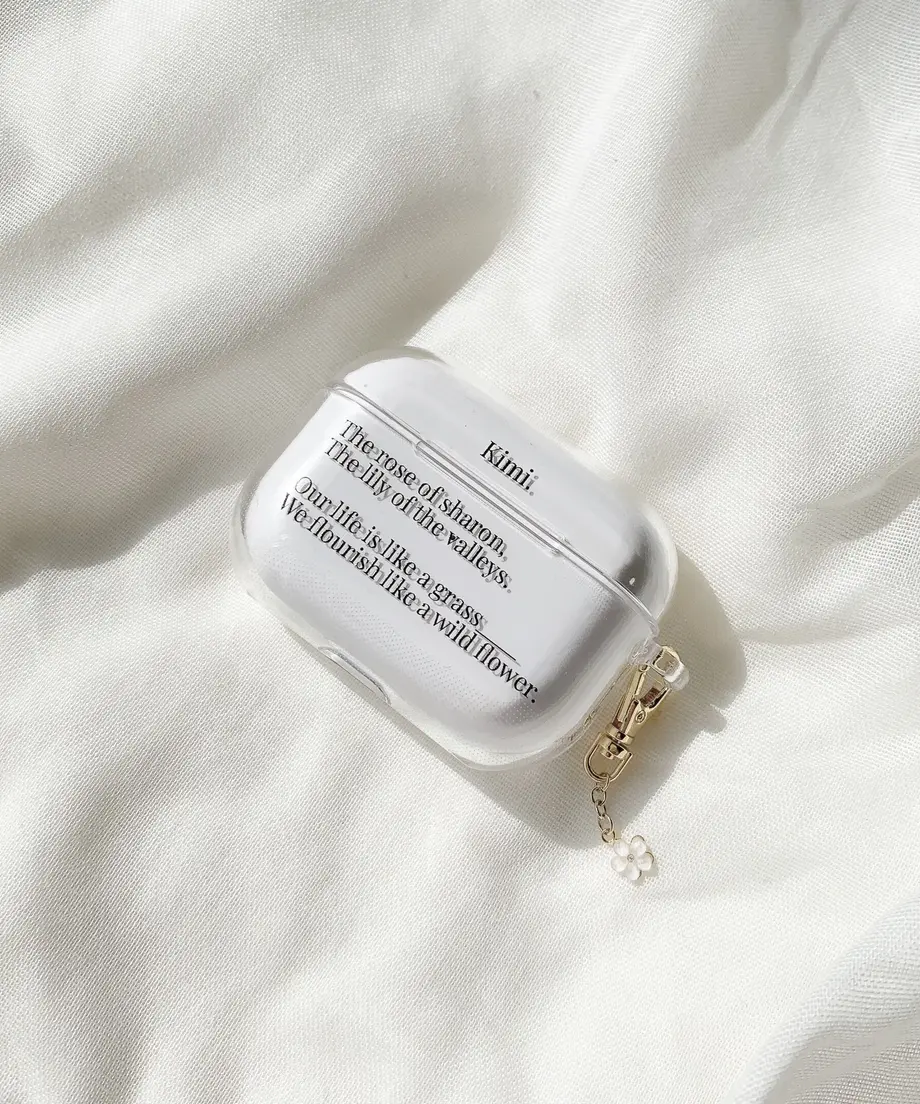 Kimi.
The rose of sharon,
The lily of the valleys.
Our life is like a grass
We flourish like a wild flower.